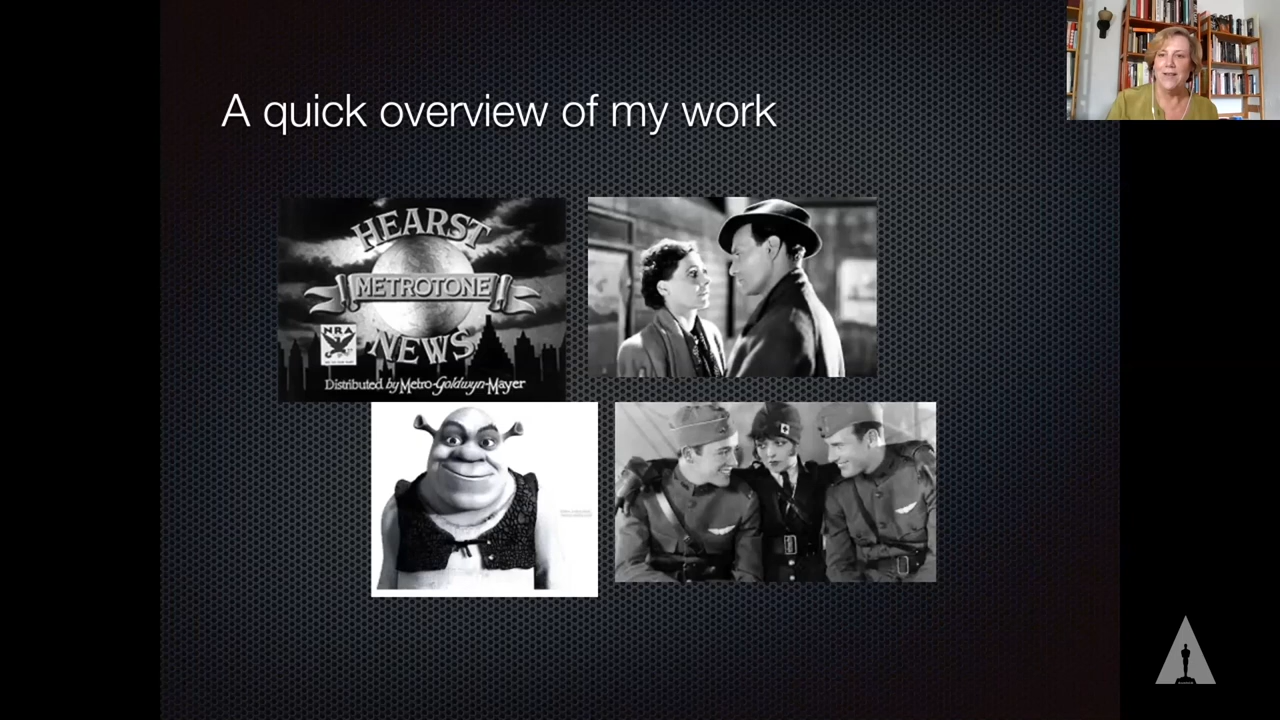 A quick overview of my work
HEARST
METROTONE
NRA
NEWS
Distributed by Metro-Goldwyn-Mayer